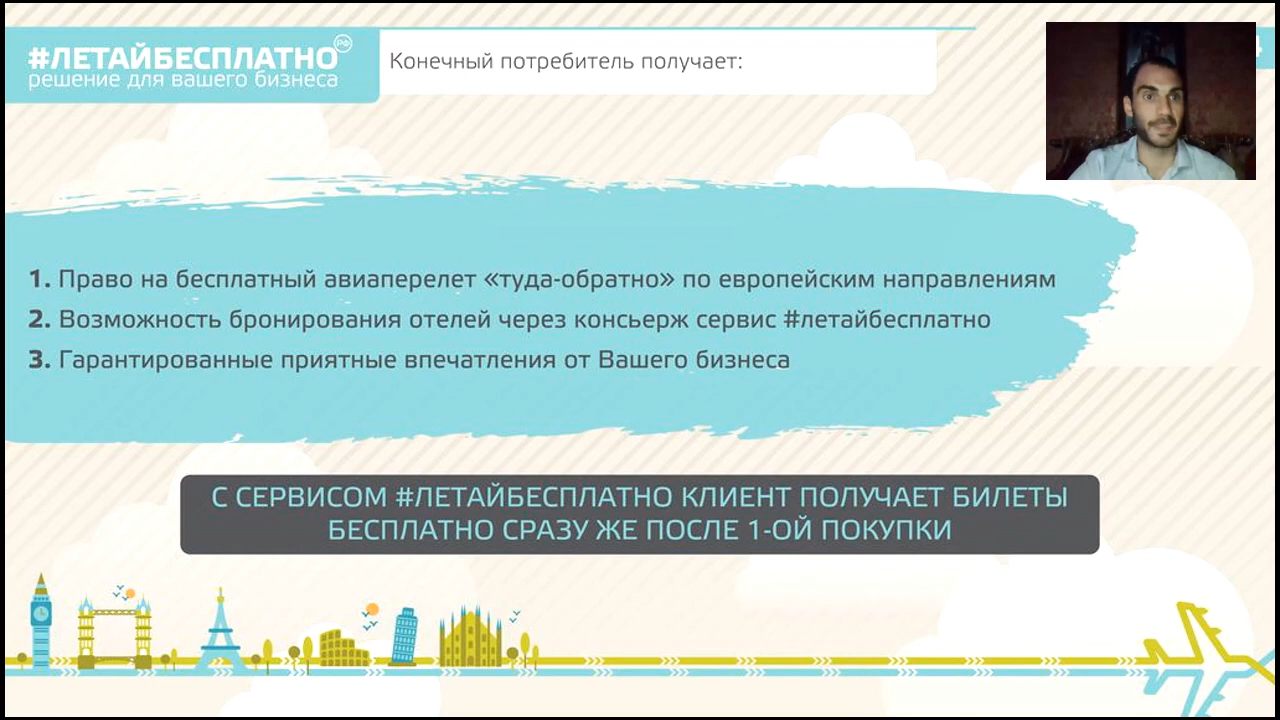 #ЛЕТАЙБЕСПЛАТНО РФ
решение для вашего бизнеса
Конечный потребитель получает:
1. Право на бесплатный авиаперелет «туда-обратно» по европейским направлениям
2. Возможность бронирования отелей через консьерж сервис #летайбесплатно
3. Гарантированные приятные впечатления от Вашего бизнеса
С СЕРВИСОМ #ЛЕТАЙБЕСПЛАТНО КЛИЕНТ ПОЛУЧАЕТ БИЛЕТЫ
БЕСПЛАТНО СРАЗУ ЖЕ ПОСЛЕ 1-ОЙ ПОКУПКИ